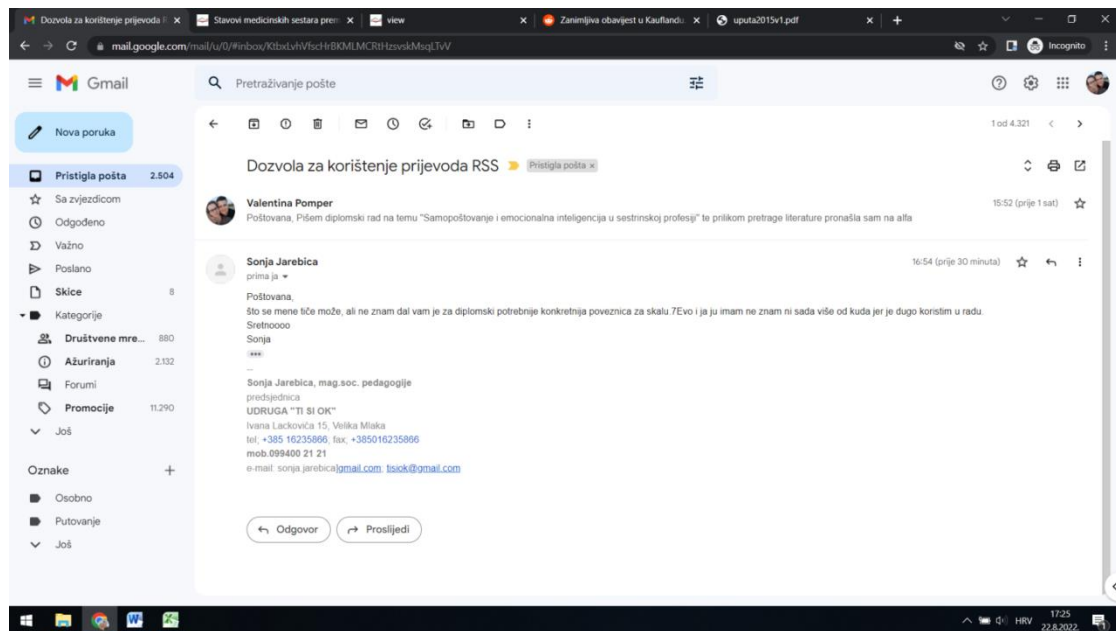 Dozvola za korištenje prijevoda R
Stavovi medicinskih sestara prem
view
Zanimljiva obavijest u Kauflandu.
uputa2015v1.pdf
mail.google.com/mail/u/0/#inbox/KtbxLvhVfscHrBKMLMCRtHzsvskMsqLTvV
Incognito
Gmail
Pretraživanje pošte
Nova poruka
1 od 4.321
Pristigla pošta 2.504
Sa zvjezdicom
Odgođeno
Važno
Poslano
Skice 8
Kategorije
Društvene mre... 880
Ažuriranja 2.132
Forumi
Promocije 11.290
Još
Oznake
Osobno
Putovanje
Još
Dozvola za korištenje prijevoda RSS Pristigla pošta ×
Valentina Pomper 15:52 (prije 1 sat)
Poštovana, Pišem diplomski rad na temu "Samopoštovanje i emocionalna inteligencija u sestrinskoj profesiji" te prilikom pretrage literature pronašla sam na alfa
Sonja Jarebica 16:54 (prije 30 minuta)
prima ja
Poštovana,
što se mene tiče može, ali ne znam dal vam je za diplomski potrebnije konkretnija poveznica za skalu.7Evo i ja ju imam ne znam ni sada više od kuda jer je dugo koristim u radu.
Sretnoooo
Sonja
...
--
Sonja Jarebica, mag.soc. pedagogije
predsjednica
UDRUGA "TI SI OK"
Ivana Lackovića 15, Velika Mlaka
tel; +385 16235866, fax; +385016235866
mob.099400 21 21
e-mail: sonja.jarebica]gmail.com; tisiok@gmail.com
Odgovor
Proslijedi
HRV
17:25
22.8.2022.